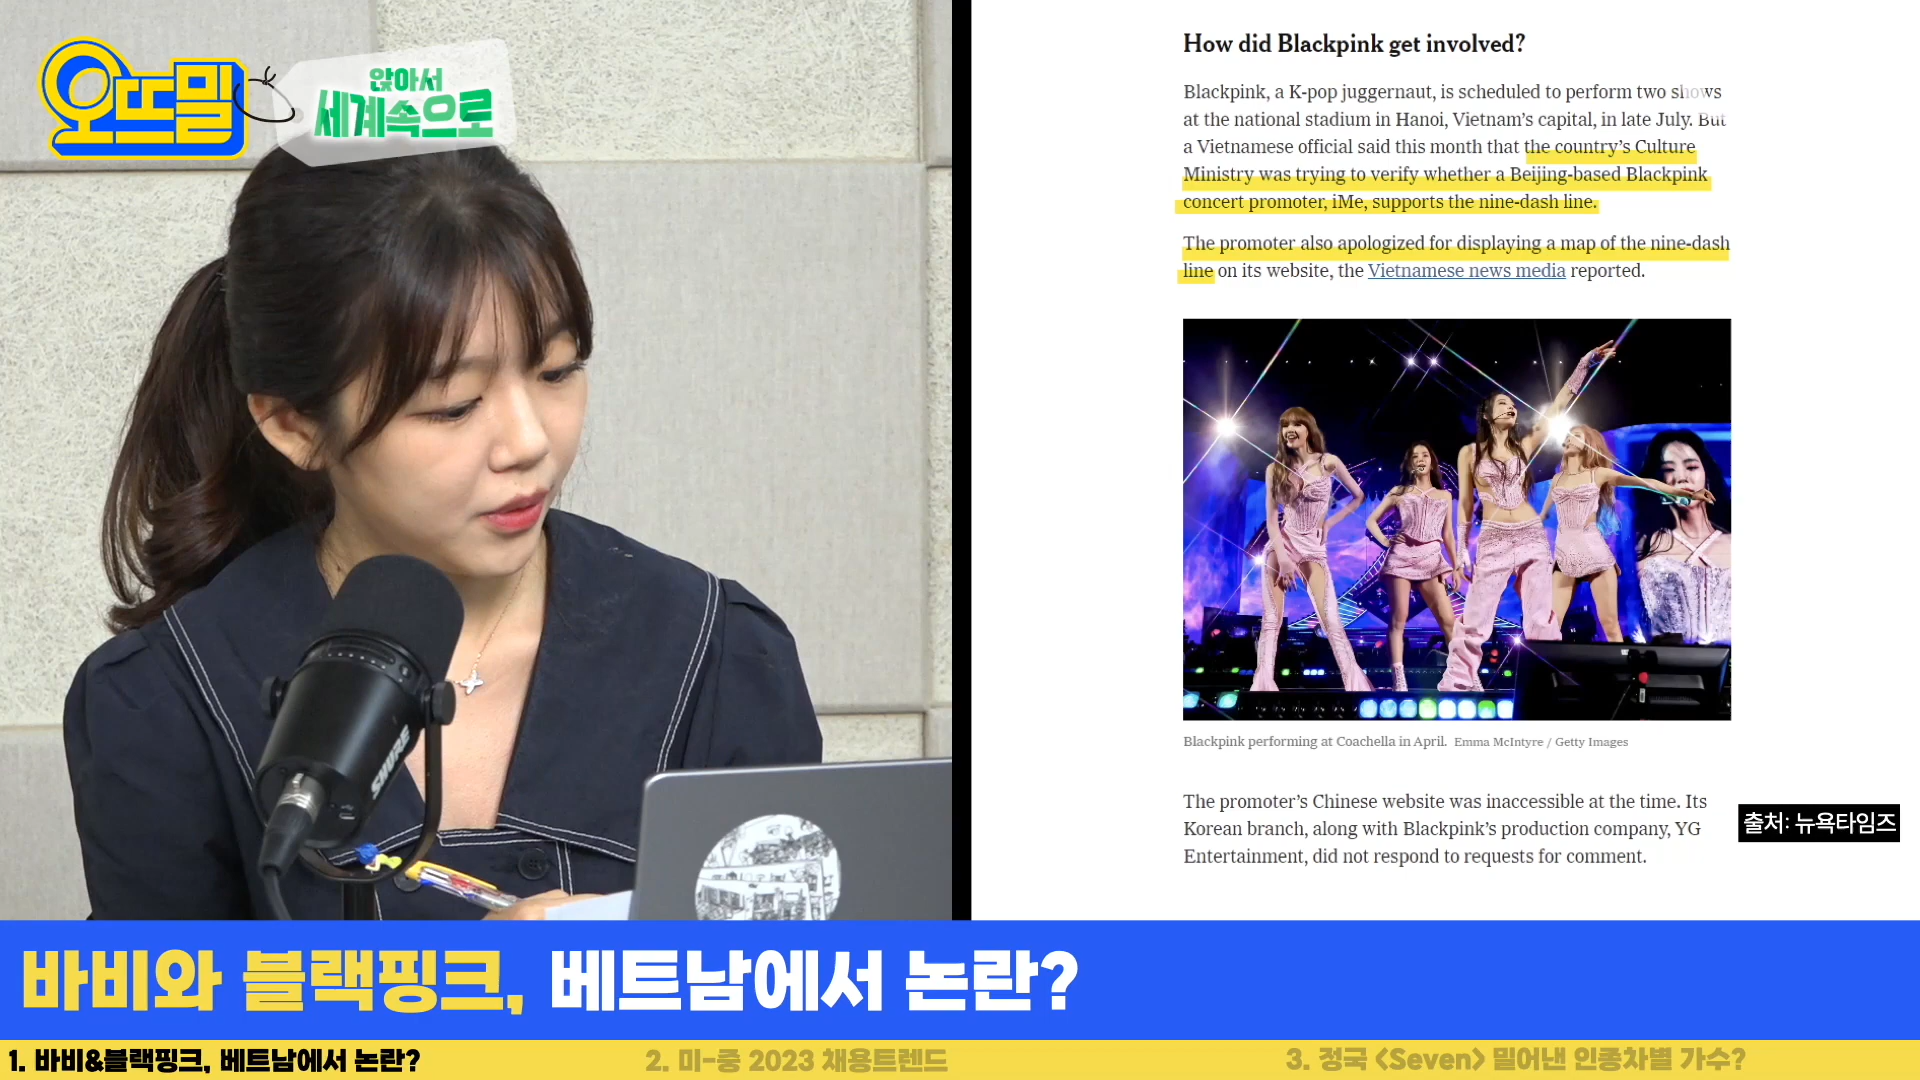 오뜨밀
앉아서
세계속으로
How did Blackpink get involved?
Blackpink, a K-pop juggernaut, is scheduled to perform two shows
at the national stadium in Hanoi, Vietnam’s capital, in late July. But
a Vietnamese official said this month that the country’s Culture
Ministry was trying to verify whether a Beijing-based Blackpink
concert promoter, iMe, supports the nine-dash line.
The promoter also apologized for displaying a map of the nine-dash
line on its website, the Vietnamese news media reported.
Blackpink performing at Coachella in April. Emma McIntyre / Getty Images
The promoter’s Chinese website was inaccessible at the time. Its
Korean branch, along with Blackpink’s production company, YG
Entertainment, did not respond to requests for comment.
출처: 뉴욕타임즈
SHURE
바비와 블랙핑크, 베트남에서 논란?
1. 바비&블랙핑크, 베트남에서 논란?
2. 미-중 2023 채용트렌드
3. 정국 <Seven> 밀어낸 인종차별 가수?